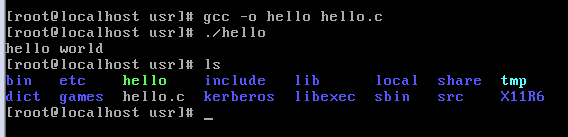 [root@localhost usr]# gcc -o hello hello.c
[root@localhost usr]# ./hello
hello world
[root@localhost usr]# ls
bin etc hello include lib local share tmp
dict games hello.c kerberos libexec sbin src X11R6
[root@localhost usr]# _